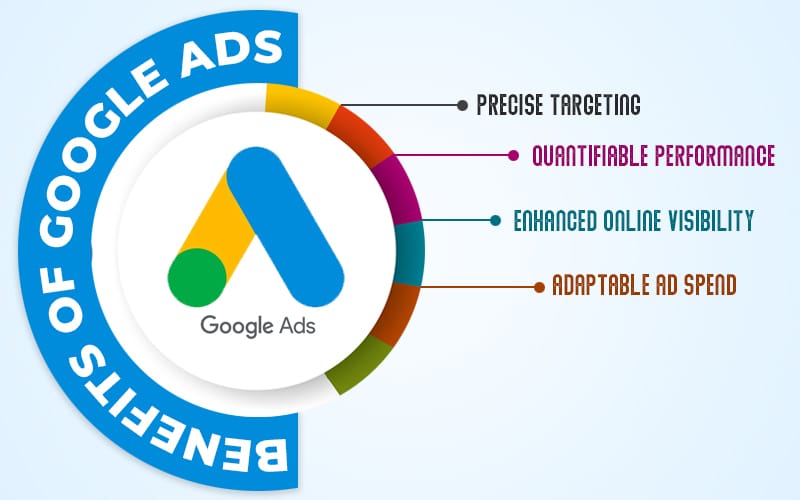 BENEFITS OF GOOGLE ADS
Google Ads
PRECISE TARGETING
QUANTIFIABLE PERFORMANCE
ENHANCED ONLINE VISIBILITY
ADAPTABLE AD SPEND